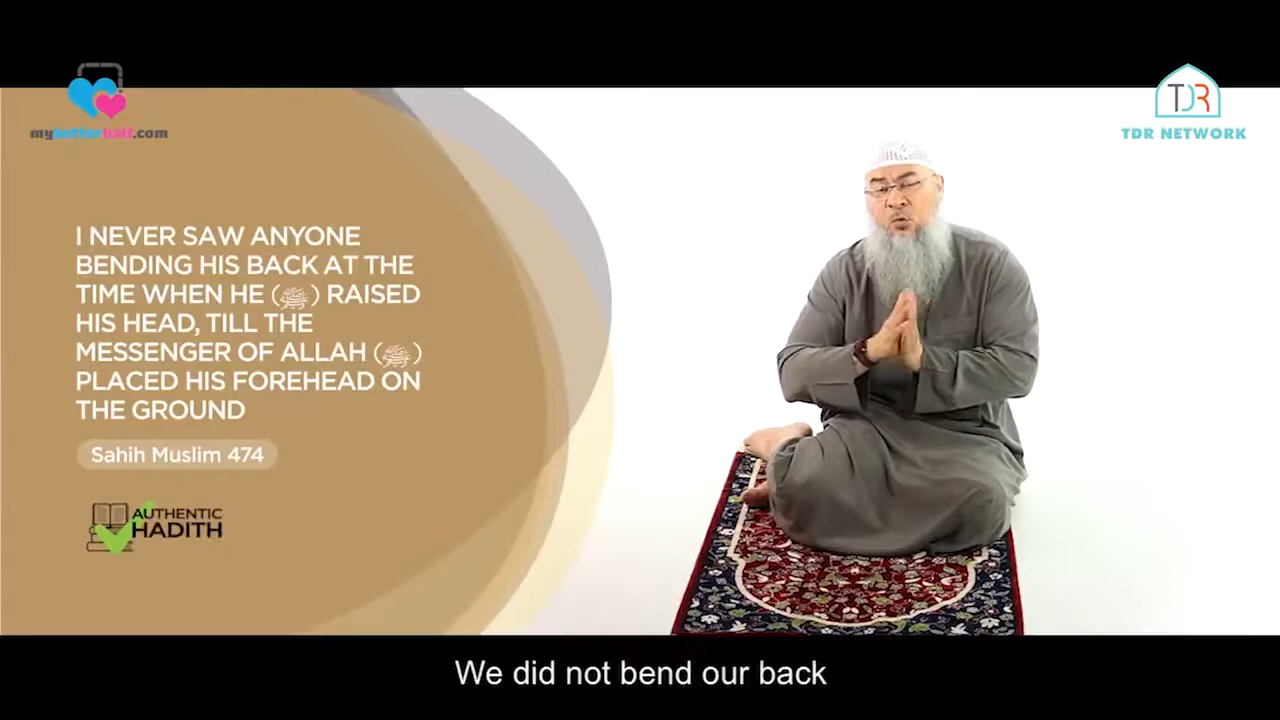 mybetterhalf.com
TDR
TDR NETWORK
I NEVER SAW ANYONE
BENDING HIS BACK AT THE
TIME WHEN HE (ﷺ) RAISED
HIS HEAD, TILL THE
MESSENGER OF ALLAH (ﷺ)
PLACED HIS FOREHEAD ON
THE GROUND
Sahih Muslim 474
AUTHENTIC
HADITH
We did not bend our back